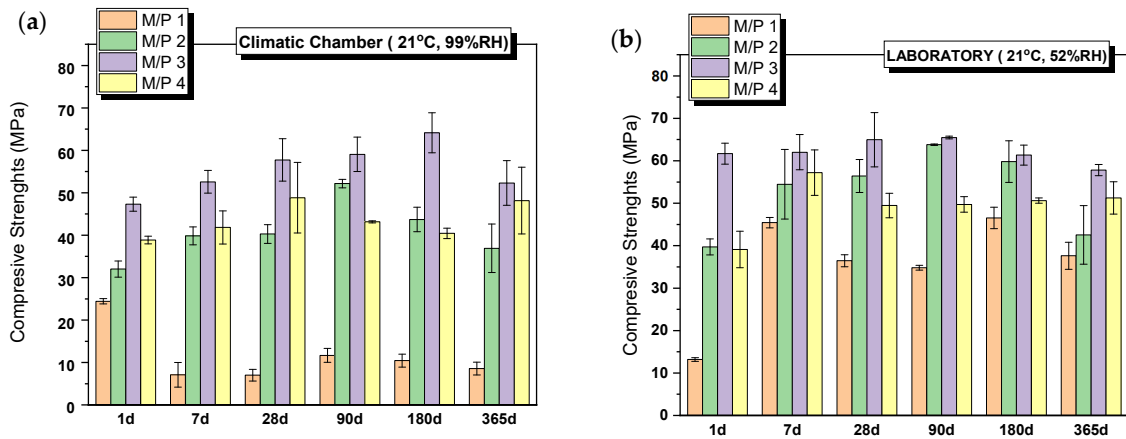 (a)
M/P 1
M/P 2
M/P 3
M/P 4
Climatic Chamber ( 21°C, 99%RH)
Compresive Strenghts (MPa)
80
70
60
50
40
30
20
10
0
1d 7d 28d 90d 180d 365d
(b)
M/P 1
M/P 2
M/P 3
M/P 4
LABORATORY ( 21°C, 52%RH)
Compresive Strenghts (MPa)
80
70
60
50
40
30
20
10
0
1d 7d 28d 90d 180d 365d